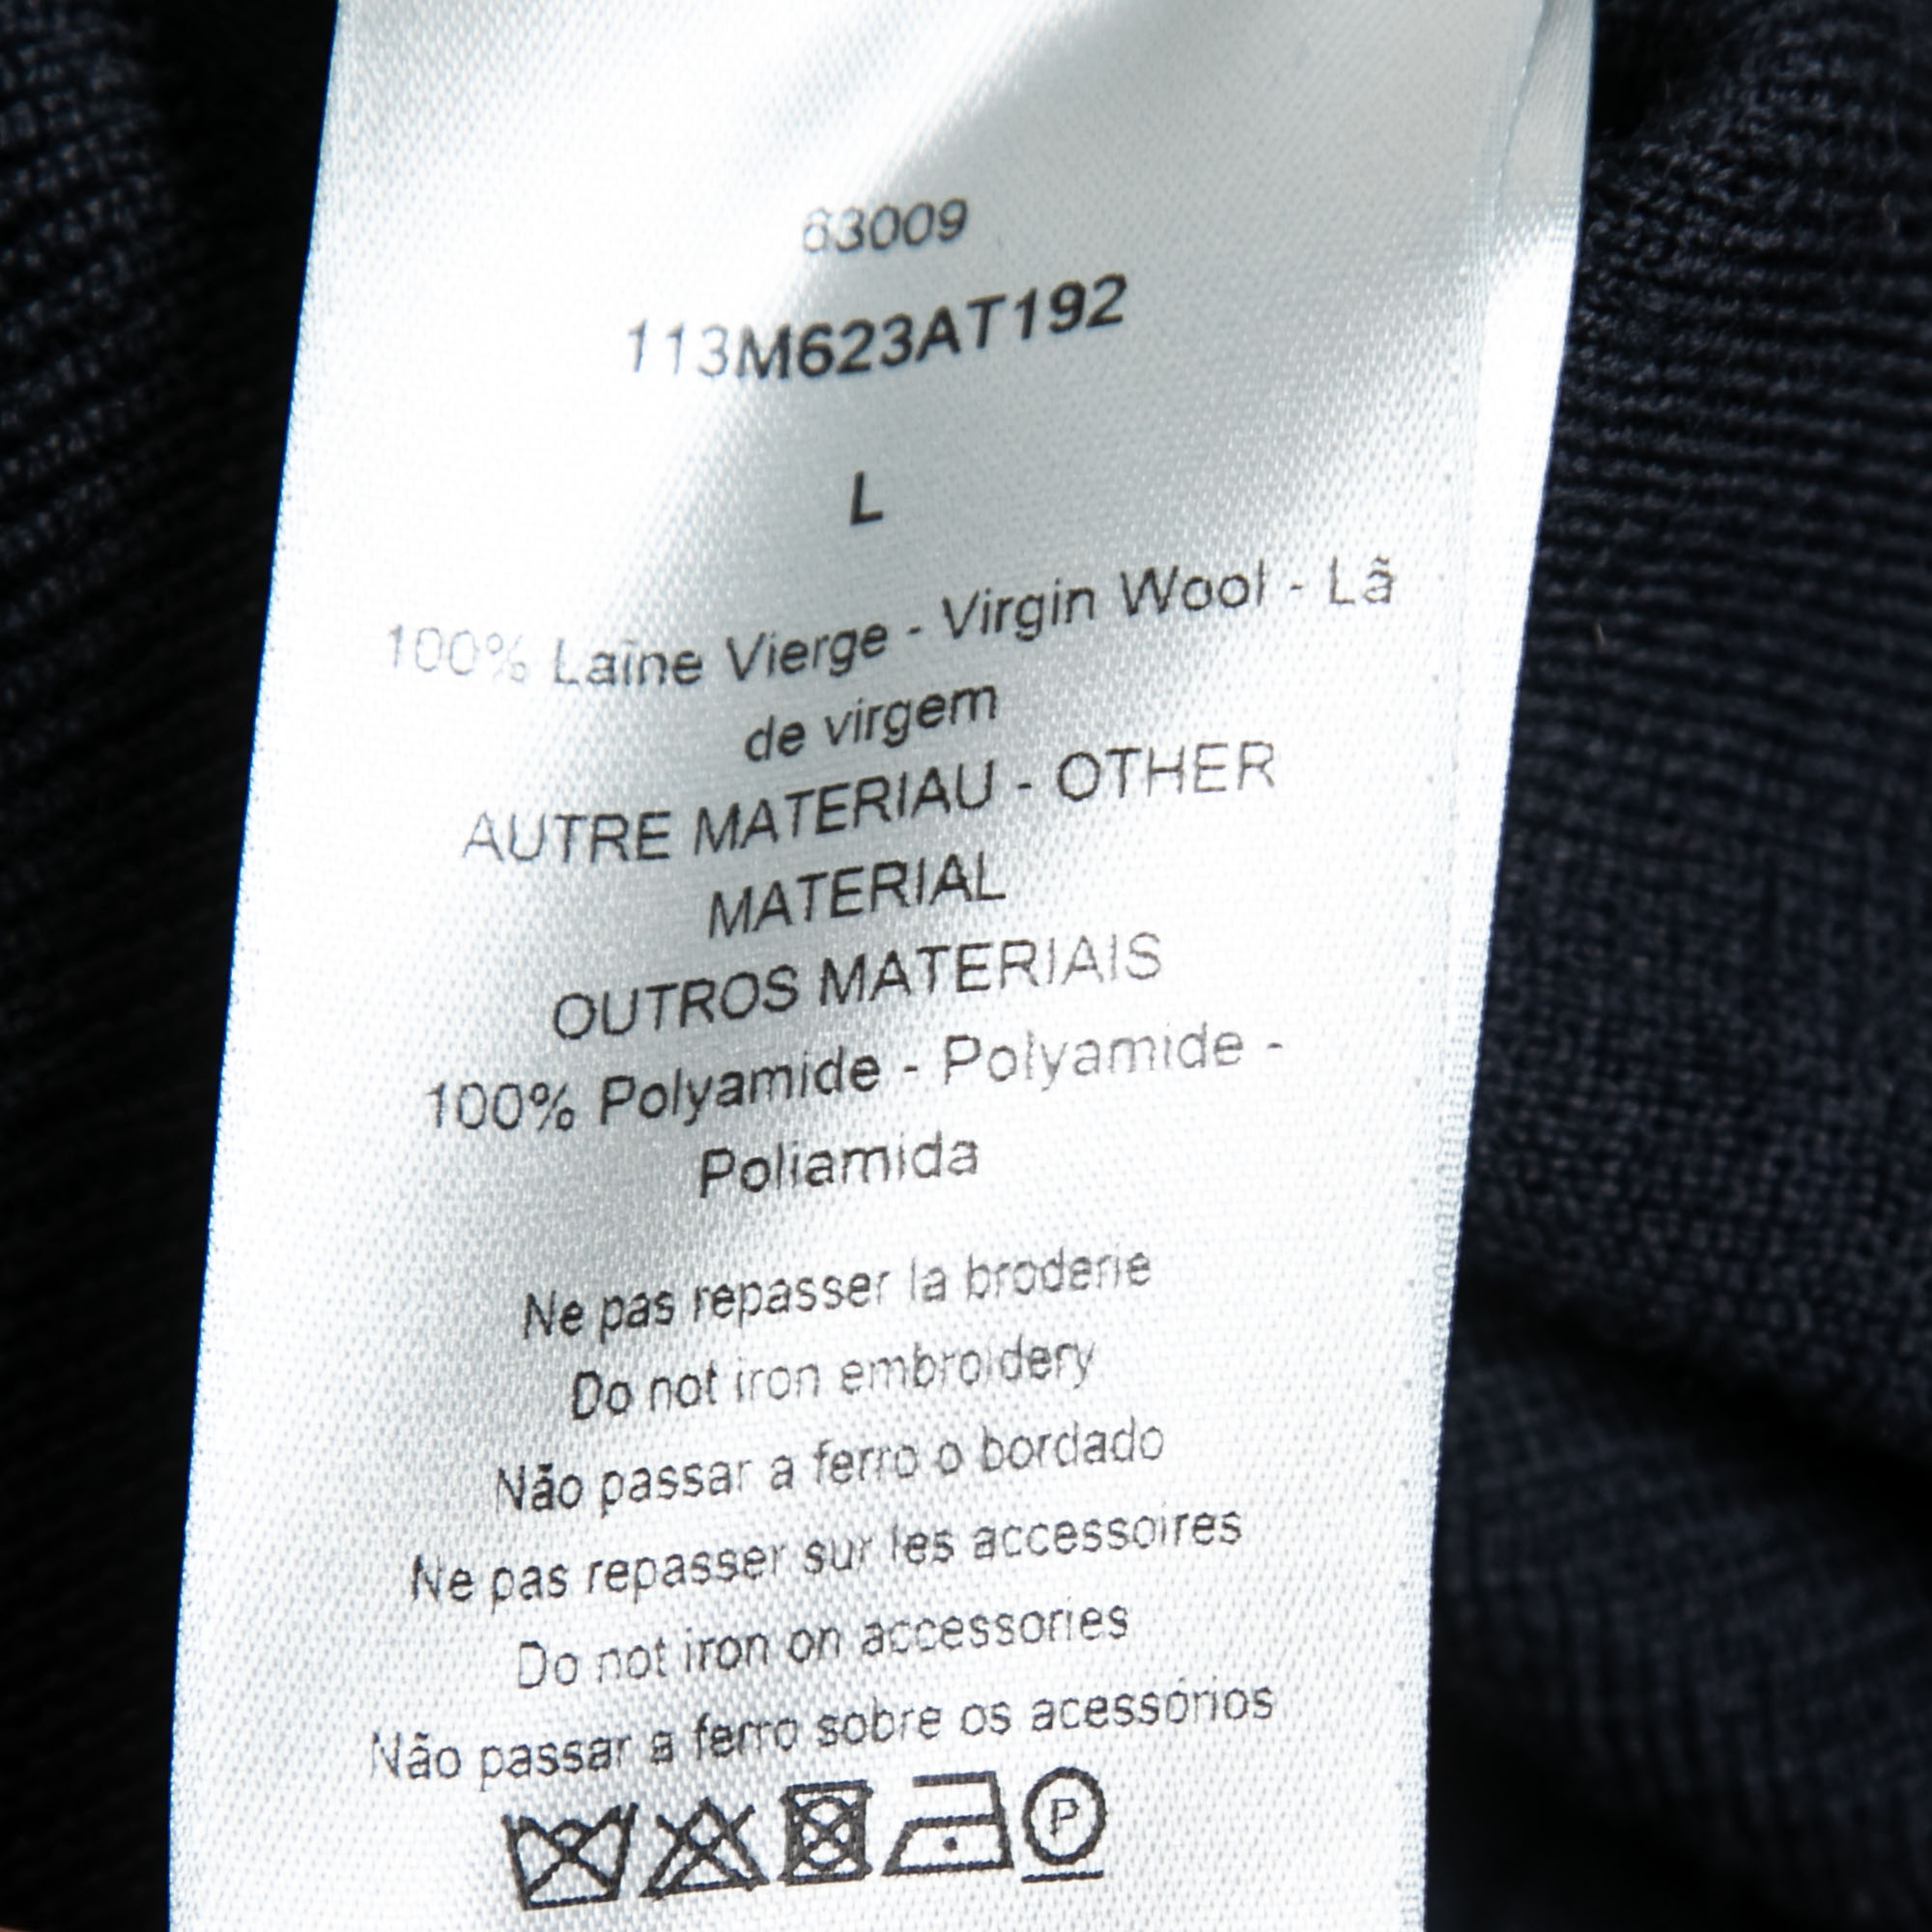 63009
113M623AT192
L
100% Laine Vierge - Virgin Wool - Lã
de virgem
AUTRE MATERIAU - OTHER
MATERIAL
OUTROS MATERIAIS
100% Polyamide - Polyamide -
Poliamida
Ne pas repasser la broderie
Do not iron embroidery
Não passar a ferro o bordado
Ne pas repasser sur les accessoires
Do not iron on accessories
Não passar a ferro sobre os acessórios
P